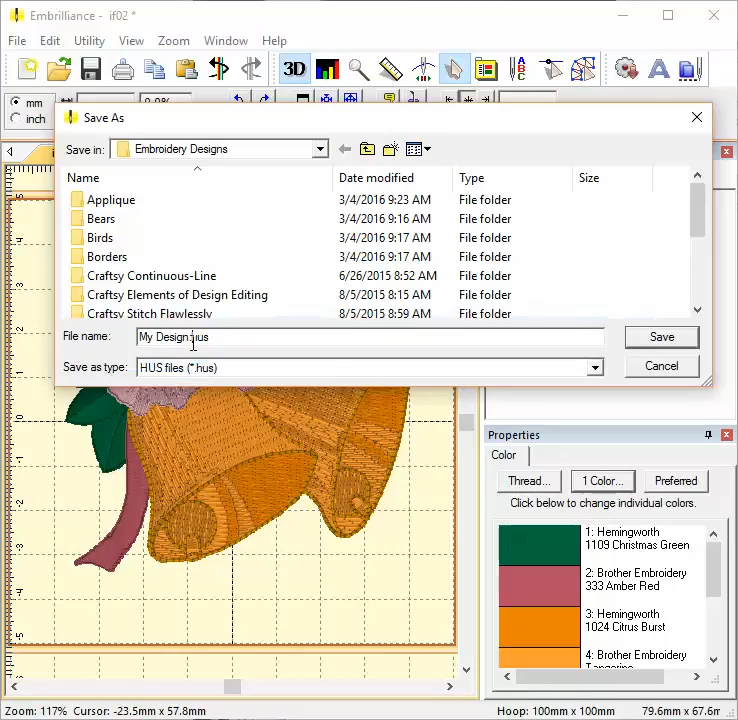 Embrilliance - if02 *
File Edit Utility View Zoom Window Help
3D ABC A
mm
inch
0.0%
Save As
Save in: Embroidery Designs
Name Date modified Type Size
Applique 3/4/2016 9:23 AM File folder
Bears 3/4/2016 9:16 AM File folder
Birds 3/4/2016 9:17 AM File folder
Borders 3/4/2016 9:17 AM File folder
Craftsy Continuous-Line 6/26/2015 8:52 AM File folder
Craftsy Elements of Design Editing 8/5/2015 8:15 AM File folder
Craftsy Stitch Flawlessly 8/5/2015 8:59 AM File folder
File name: My Design.hus Save
Save as type: HUS files (*.hus) Cancel
Properties
Color
Thread... 1 Color... Preferred
Click below to change individual colors.
1: Hemingworth
1109 Christmas Green
2: Brother Embroidery
333 Amber Red
3: Hemingworth
1024 Citrus Burst
4: Brother Embroidery
Tangerine
Zoom: 117% Cursor: -23.5mm x 57.8mm Hoop: 100mm x 100mm 79.6mm x 67.6m